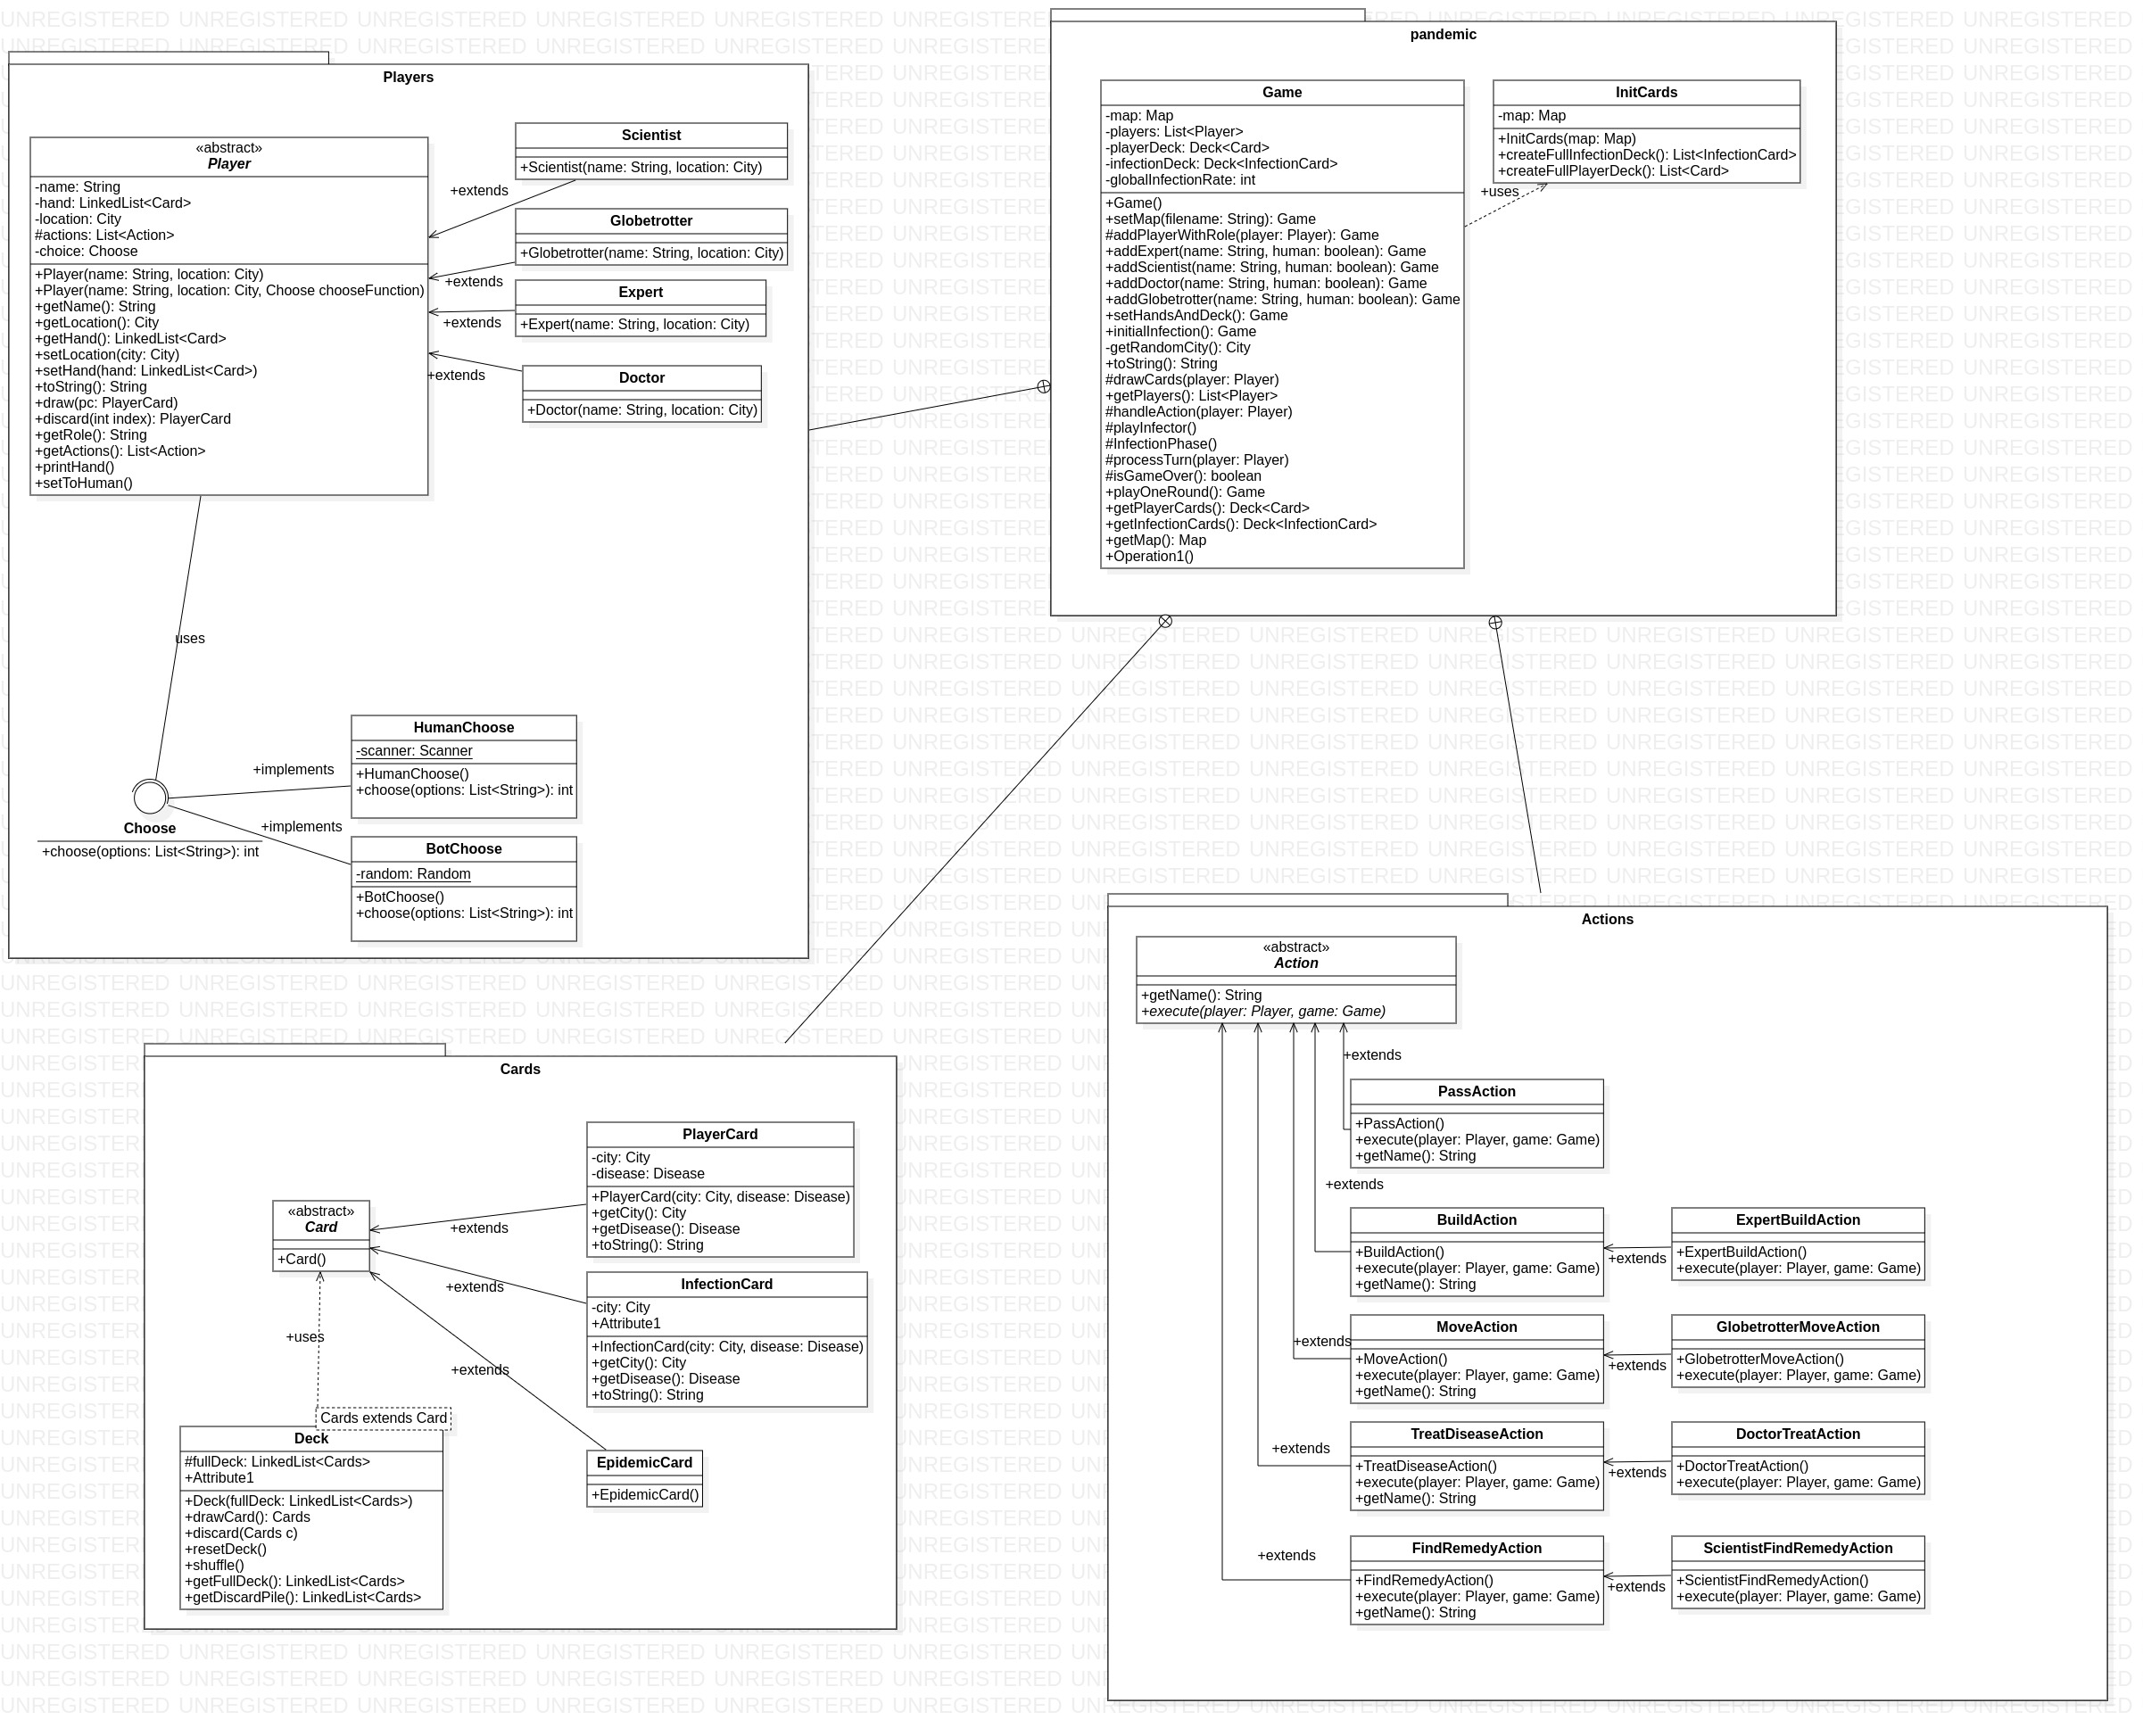 UNREGISTERED
Players
«abstract»
Player
-name: String
-hand: LinkedList<Card>
-location: City
#actions: List<Action>
-choice: Choose
+Player(name: String, location: City)
+Player(name: String, location: City, Choose chooseFunction)
+getName(): String
+getLocation(): City
+getHand(): LinkedList<Card>
+setLocation(city: City)
+setHand(hand: LinkedList<Card>)
+toString(): String
+draw(pc: PlayerCard)
+discard(int index): PlayerCard
+getRole(): String
+getActions(): List<Action>
+printHand()
+setToHuman()
Scientist
+Scientist(name: String, location: City)
+extends
Globetrotter
+Globetrotter(name: String, location: City)
+extends
Expert
+Expert(name: String, location: City)
+extends
Doctor
+Doctor(name: String, location: City)
+extends
uses
Choose
+choose(options: List<String>): int
+implements
HumanChoose
-scanner: Scanner
+HumanChoose()
+choose(options: List<String>): int
+implements
BotChoose
-random: Random
+BotChoose()
+choose(options: List<String>): int
pandemic
Game
-map: Map
-players: List<Player>
-playerDeck: Deck<Card>
-infectionDeck: Deck<InfectionCard>
-globalInfectionRate: int
+Game()
+setMap(filename: String): Game
#addPlayerWithRole(player: Player): Game
+addExpert(name: String, human: boolean): Game
+addScientist(name: String, human: boolean): Game
+addDoctor(name: String, human: boolean): Game
+addGlobetrotter(name: String, human: boolean): Game
+setHandsAndDeck(): Game
+initialInfection(): Game
-getRandomCity(): City
+toString(): String
#drawCards(player: Player)
+getPlayers(): List<Player>
#handleAction(player: Player)
#playInfector()
#InfectionPhase()
#processTurn(player: Player)
#isGameOver(): boolean
+playOneRound(): Game
+getPlayerCards(): Deck<Card>
+getInfectionCards(): Deck<InfectionCard>
+getMap(): Map
+Operation1()
InitCards
-map: Map
+InitCards(map: Map)
+createFullInfectionDeck(): List<InfectionCard>
+createFullPlayerDeck(): List<Card>
+uses
Cards
«abstract»
Card
+Card()
PlayerCard
-city: City
-disease: Disease
+PlayerCard(city: City, disease: Disease)
+getCity(): City
+getDisease(): Disease
+toString(): String
+extends
InfectionCard
-city: City
+Attribute1
+InfectionCard(city: City, disease: Disease)
+getCity(): City
+getDisease(): Disease
+toString(): String
+extends
EpidemicCard
+EpidemicCard()
+extends
+uses
Cards extends Card
Deck
#fullDeck: LinkedList<Cards>
+Attribute1
+Deck(fullDeck: LinkedList<Cards>)
+drawCard(): Cards
+discard(Cards c)
+resetDeck()
+shuffle()
+getFullDeck(): LinkedList<Cards>
+getDiscardPile(): LinkedList<Cards>
Actions
«abstract»
Action
+getName(): String
+execute(player: Player, game: Game)
+extends
PassAction
+PassAction()
+execute(player: Player, game: Game)
+getName(): String
+extends
BuildAction
+BuildAction()
+execute(player: Player, game: Game)
+getName(): String
+extends
ExpertBuildAction
+ExpertBuildAction()
+execute(player: Player, game: Game)
+extends
MoveAction
+MoveAction()
+execute(player: Player, game: Game)
+getName(): String
+extends
GlobetrotterMoveAction
+GlobetrotterMoveAction()
+execute(player: Player, game: Game)
+extends
TreatDiseaseAction
+TreatDiseaseAction()
+execute(player: Player, game: Game)
+getName(): String
+extends
DoctorTreatAction
+DoctorTreatAction()
+execute(player: Player, game: Game)
+extends
FindRemedyAction
+FindRemedyAction()
+execute(player: Player, game: Game)
+getName(): String
+extends
ScientistFindRemedyAction
+ScientistFindRemedyAction()
+execute(player: Player, game: Game)